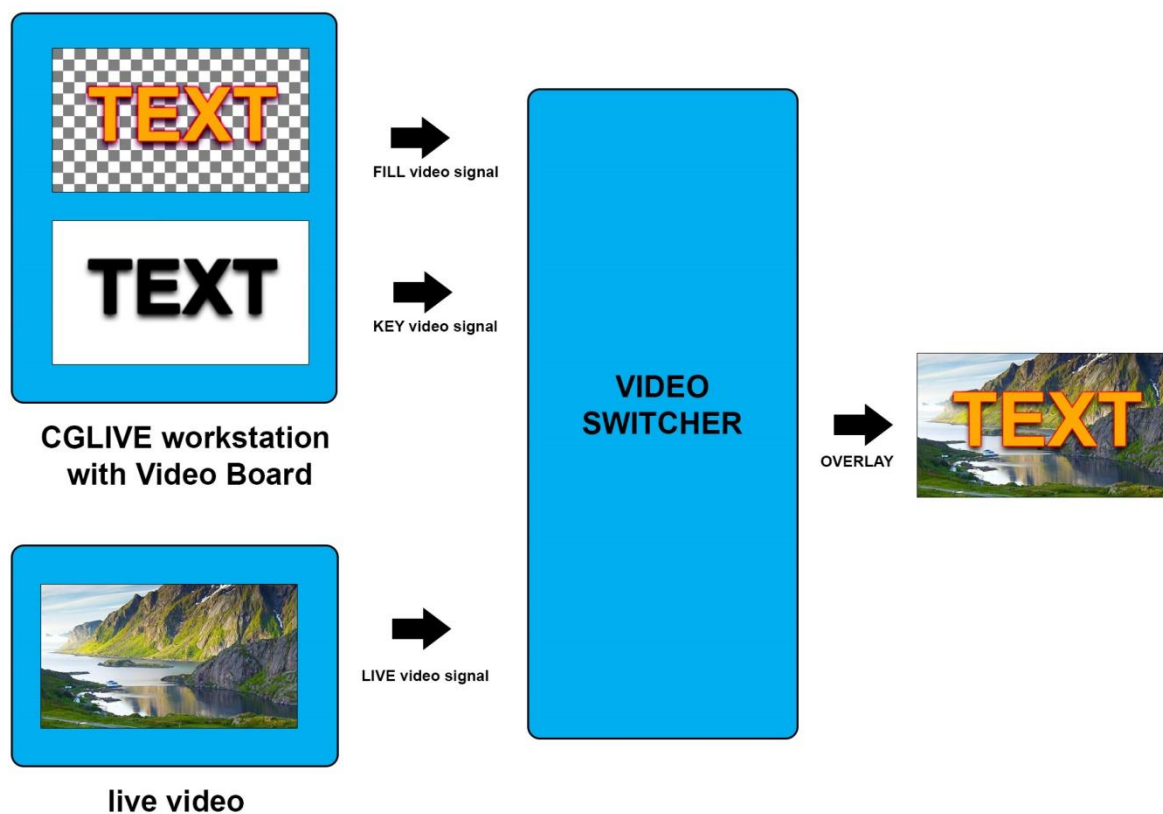 TEXT
FILL video signal
TEXT
KEY video signal
CGLIVE workstation
with Video Board
VIDEO
SWITCHER
OVERLAY
TEXT
LIVE video signal
live video